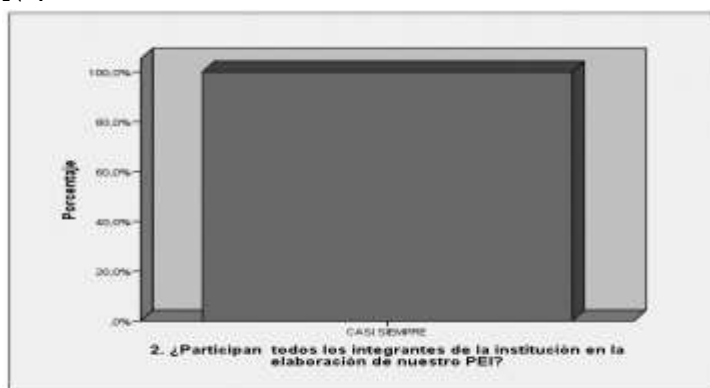 100,0%
80,0%
60,0%
40,0%
20,0%
,0%
Porcentaje
CASI SIEMPRE
2. ¿Participan todos los integrantes de la institución en la
elaboración de nuestro PEI?